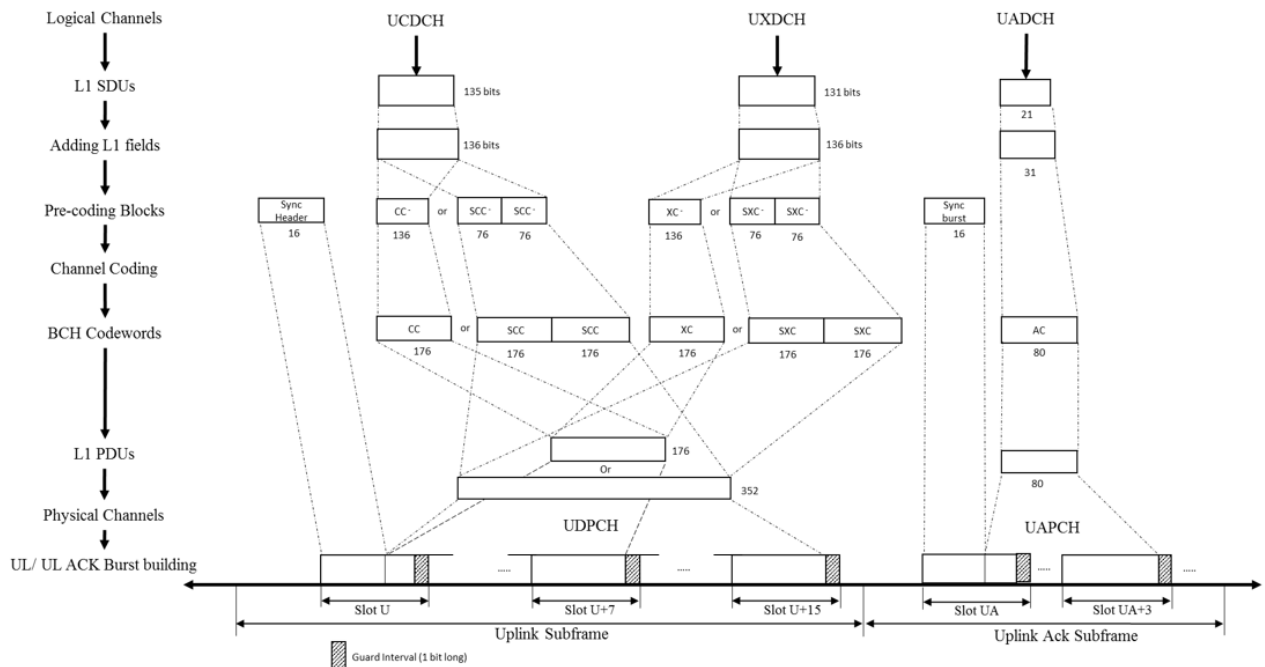 Logical Channels
UCDCH
UXDCH
UADCH
L1 SDUs
135 bits
131 bits
21
Adding L1 fields
136 bits
136 bits
31
Pre-coding Blocks
Sync Header
CC-
or
SCC-
SCC-
XC-
or
SXC-
SXC-
Sync burst
16
136
76
76
136
76
76
16
Channel Coding
BCH Codewords
CC
or
SCC
SCC
XC
or
SXC
SXC
AC
176
176
176
176
176
176
80
L1 PDUs
176
Or
352
80
Physical Channels
UDPCH
UAPCH
UL/ UL ACK Burst building
.....
.....
.....
.....
Slot U
Slot U+7
Slot U+15
Slot UA
Slot UA+3
Uplink Subframe
Uplink Ack Subframe
Guard Interval (1 bit long)